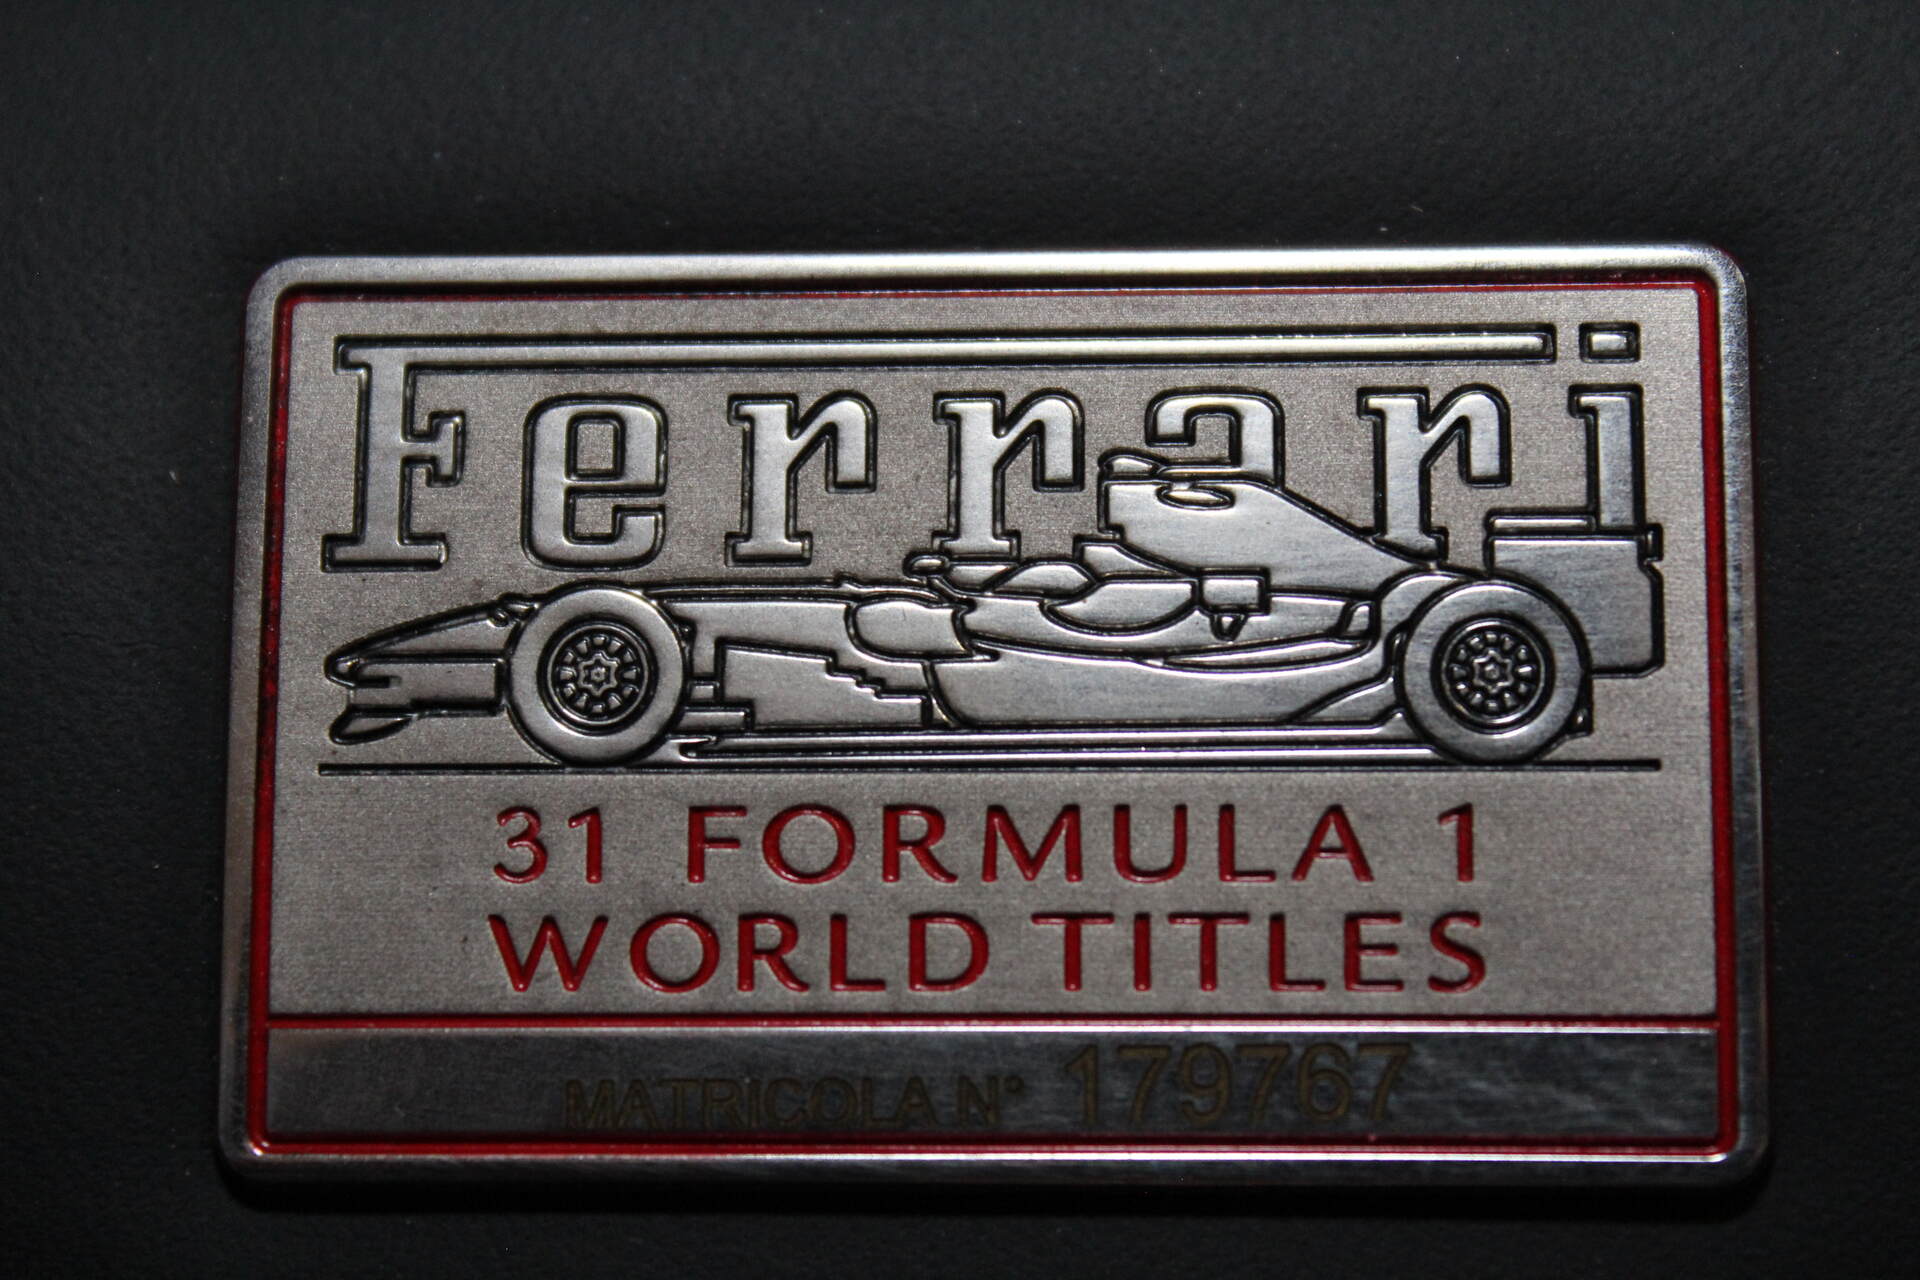 Ferrari
31 FORMULA 1
WORLD TITLES
MATRICOLA N° 179767